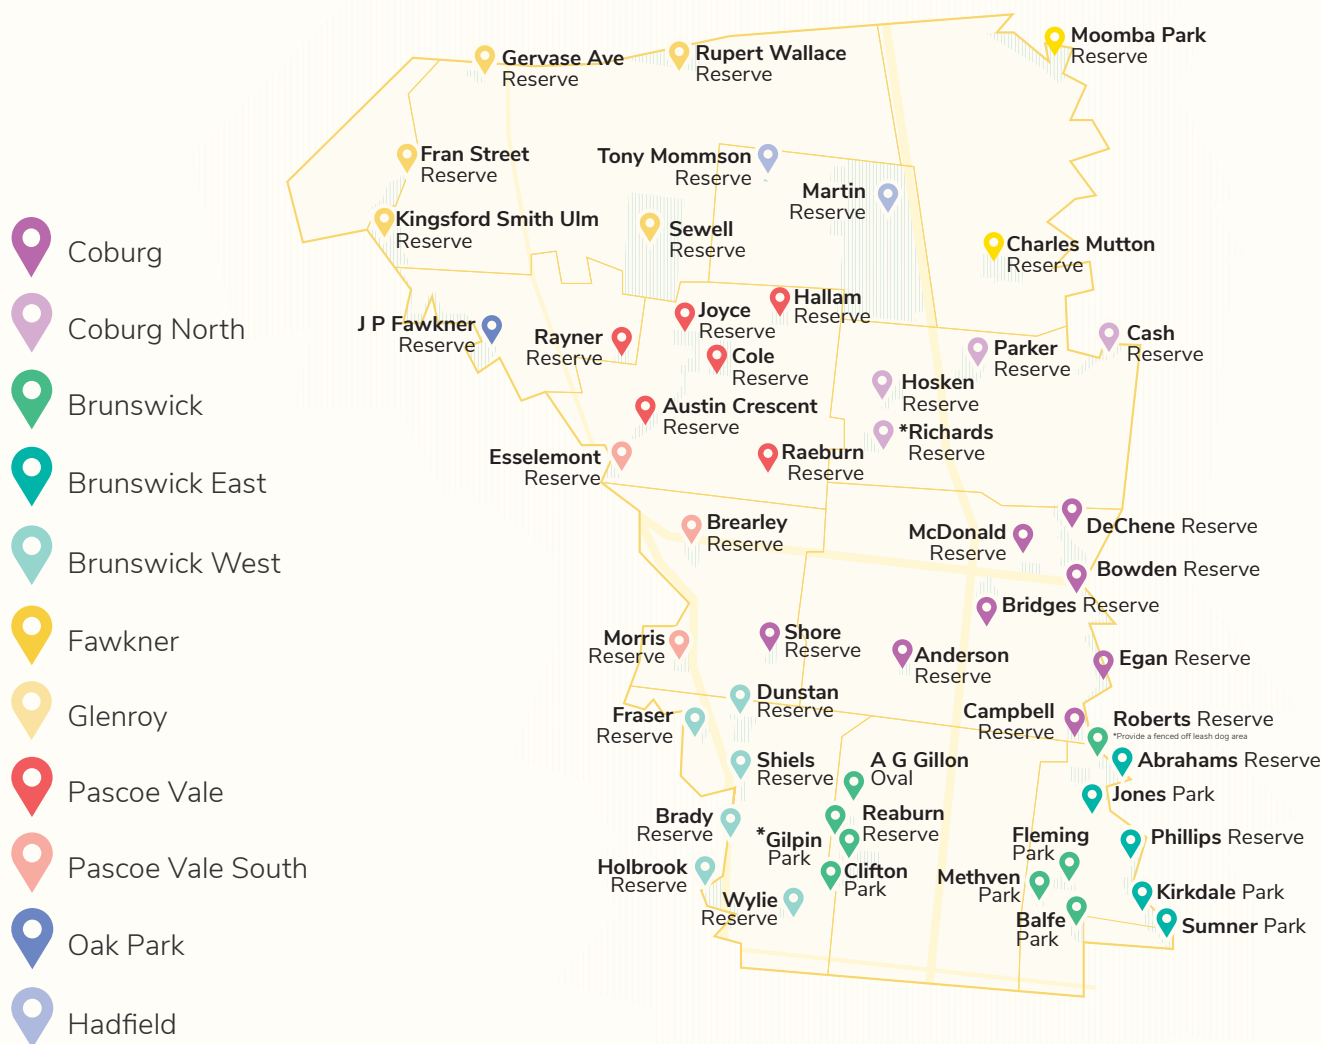 Coburg
Coburg North
Brunswick
Brunswick East
Brunswick West
Fawkner
Glenroy
Pascoe Vale
Pascoe Vale South
Oak Park
Hadfield
Gervase Ave
Reserve
Rupert Wallace
Reserve
Moomba Park
Reserve
Fran Street
Reserve
Tony Mommson
Reserve
Martin
Reserve
Kingsford Smith Ulm
Reserve
Sewell
Reserve
Charles Mutton
Reserve
J P Fawkner
Reserve
Rayner
Reserve
Joyce
Reserve
Hallam
Reserve
Cole
Reserve
Parker
Reserve
Cash
Reserve
Hosken
Reserve
Austin Crescent
Reserve
*Richards
Reserve
Esselemont
Reserve
Raeburn
Reserve
Brearley
Reserve
McDonald
Reserve
DeChene Reserve
Bowden Reserve
Bridges Reserve
Morris
Reserve
Shore
Reserve
Anderson
Reserve
Egan Reserve
Dunstan
Reserve
Fraser
Reserve
Campbell
Reserve
Roberts Reserve
*Provide a fenced off leash dog area
Shiels
Reserve
A G Gillon
Oval
Abrahams Reserve
Jones Park
Brady
Reserve
Reaburn
Reserve
*Gilpin
Park
Fleming
Park
Phillips Reserve
Holbrook
Reserve
Clifton
Park
Methven
Park
Kirkdale Park
Wylie
Reserve
Balfe
Park
Sumner Park